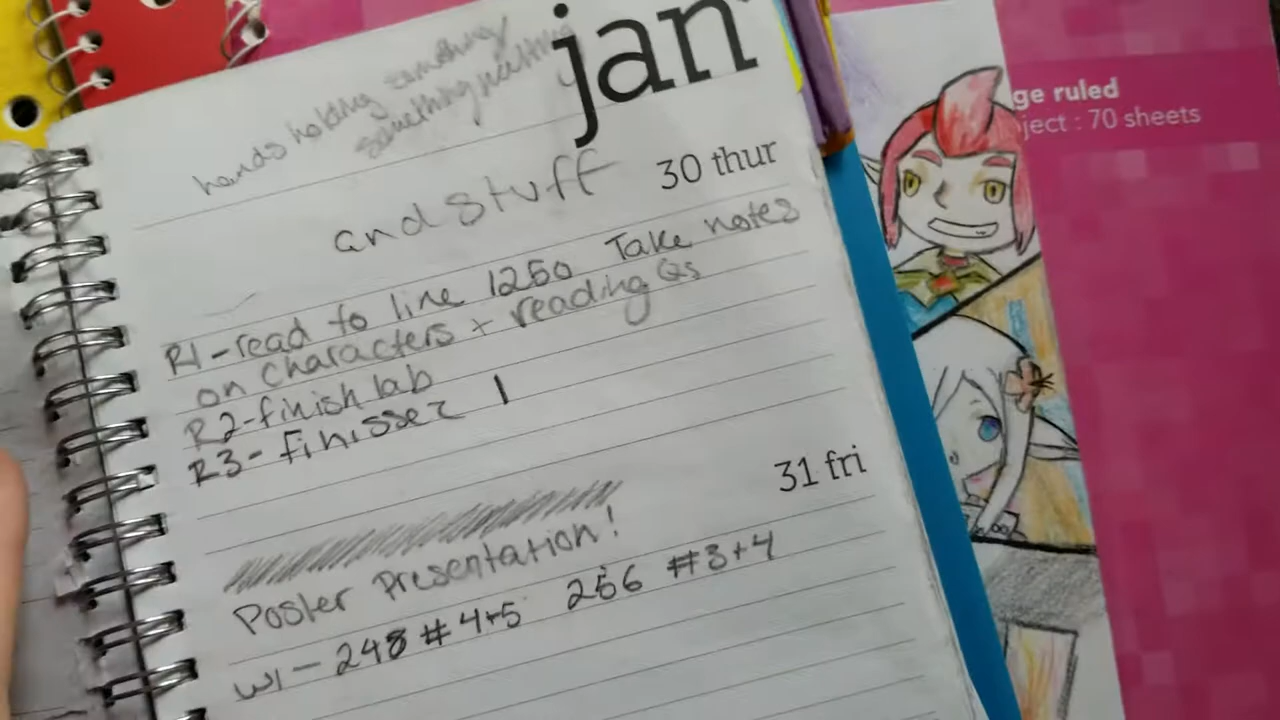 hands holding something
something
jan
and stuff
30 thur
R1-read to line 1250 Take notes
on characters + reading Qs
R2-finish lab
R3-
31 fri
Poster Presentation!
W1 - 248 #4+5 256 #3+4
ge ruled
ject : 70 sheets